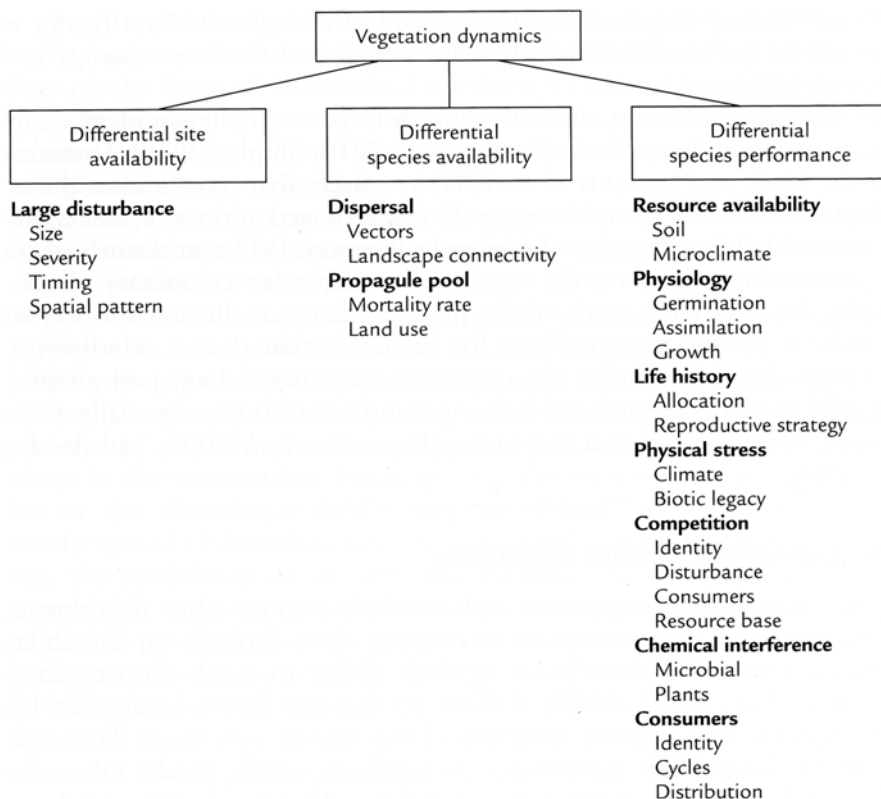 Vegetation dynamics
Differential site
availability
Large disturbance
Size
Severity
Timing
Spatial pattern
Differential
species availability
Dispersal
Vectors
Landscape connectivity
Propagule pool
Mortality rate
Land use
Differential
species performance
Resource availability
Soil
Microclimate
Physiology
Germination
Assimilation
Growth
Life history
Allocation
Reproductive strategy
Physical stress
Climate
Biotic legacy
Competition
Identity
Disturbance
Consumers
Resource base
Chemical interference
Microbial
Plants
Consumers
Identity
Cycles
Distribution